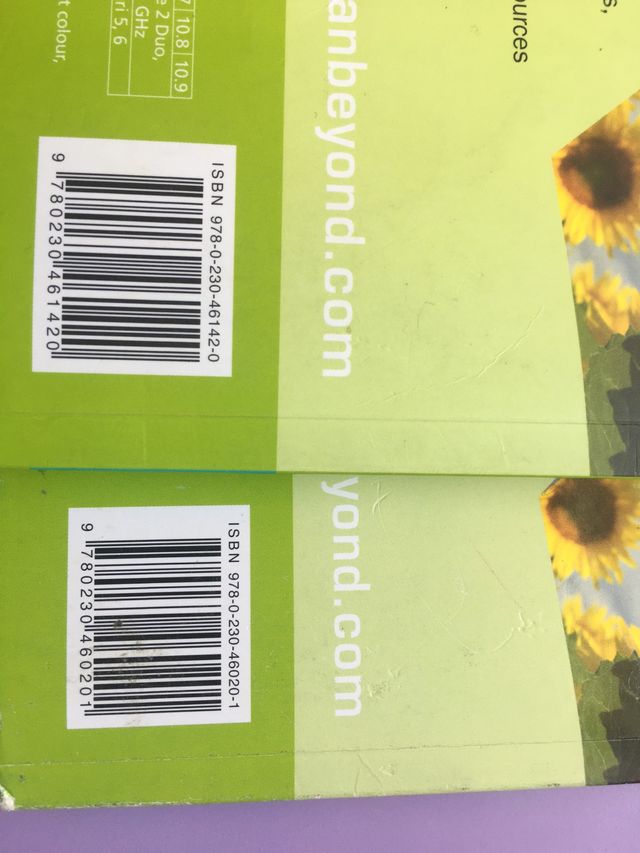 s,
ources
anbeyond.com
7 10.8 10.9
e 2 Duo,
GHz
ri 5, 6
t colour,
ISBN 978-0-230-46142-0
9 780230 461420
yond.com
ISBN 978-0-230-46020-1
9 780230 460201